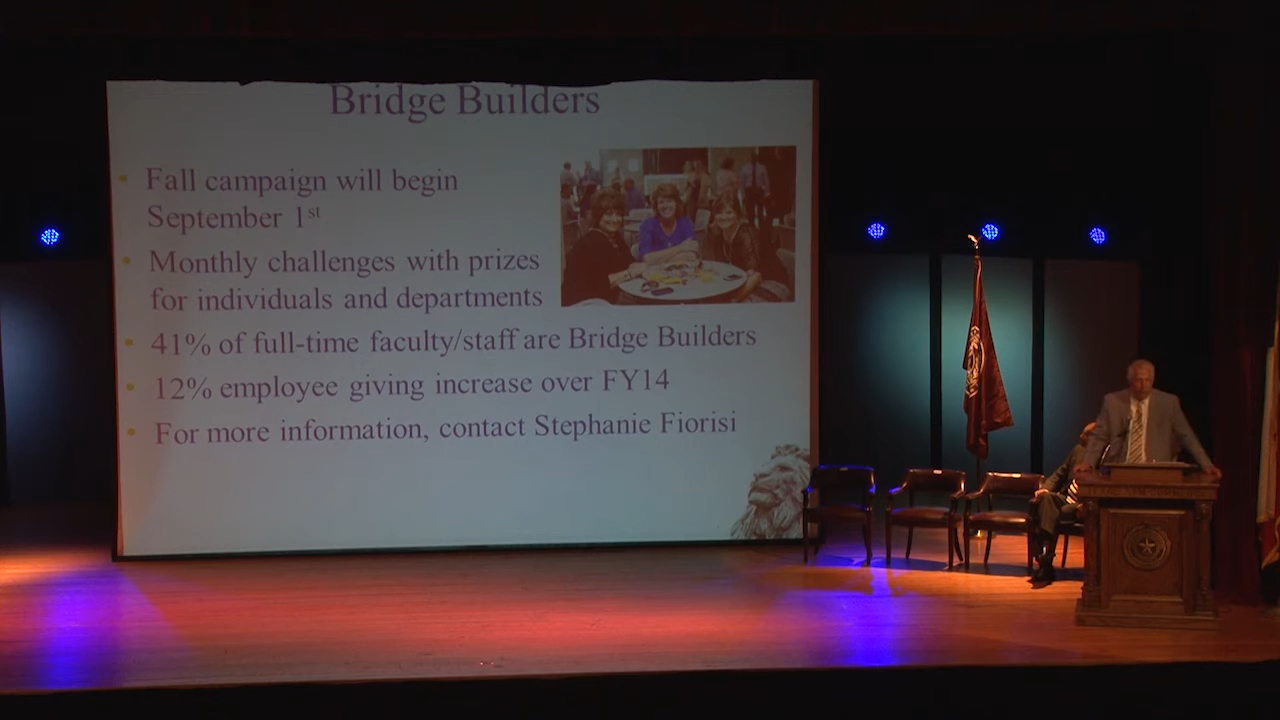 Bridge Builders
Fall campaign will begin
September 1st
Monthly challenges with prizes
for individuals and departments
41% of full-time faculty/staff are Bridge Builders
12% employee giving increase over FY14
For more information, contact Stephanie Fiorisi